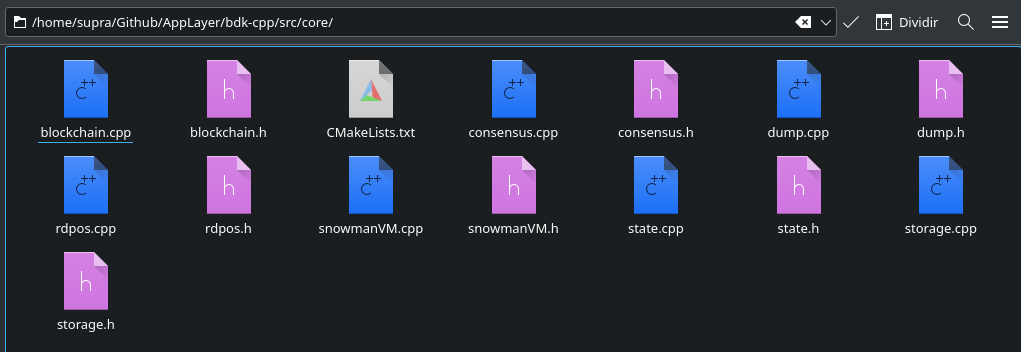 /home/supra/Github/AppLayer/bdk-cpp/src/core/ Dividir
C++ h C++ h C++ h
blockchain.cpp blockchain.h CMakeLists.txt consensus.cpp consensus.h dump.cpp dump.h
C++ h C++ h C++ h C++
rdpos.cpp rdpos.h snowmanVM.cpp snowmanVM.h state.cpp state.h storage.cpp
h
storage.h